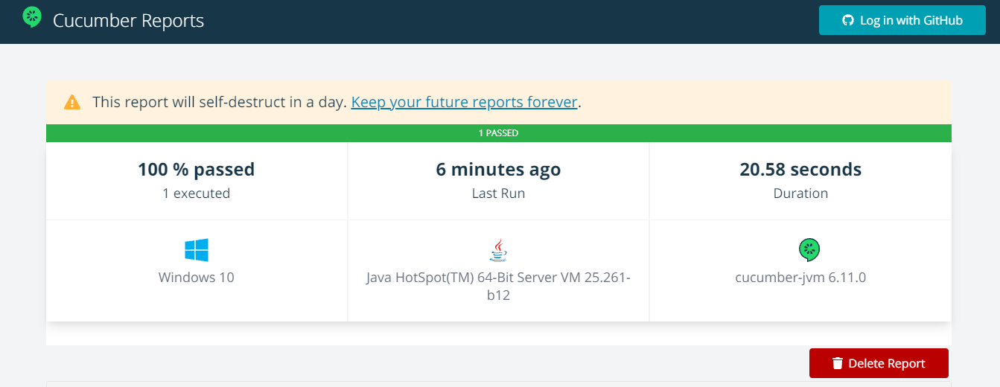 Cucumber Reports
Log in with GitHub
This report will self-destruct in a day. Keep your future reports forever.
1 PASSED
100 % passed
1 executed
6 minutes ago
Last Run
20.58 seconds
Duration
Windows 10
Java HotSpot(TM) 64-Bit Server VM 25.261-
b12
cucumber-jvm 6.11.0
Delete Report